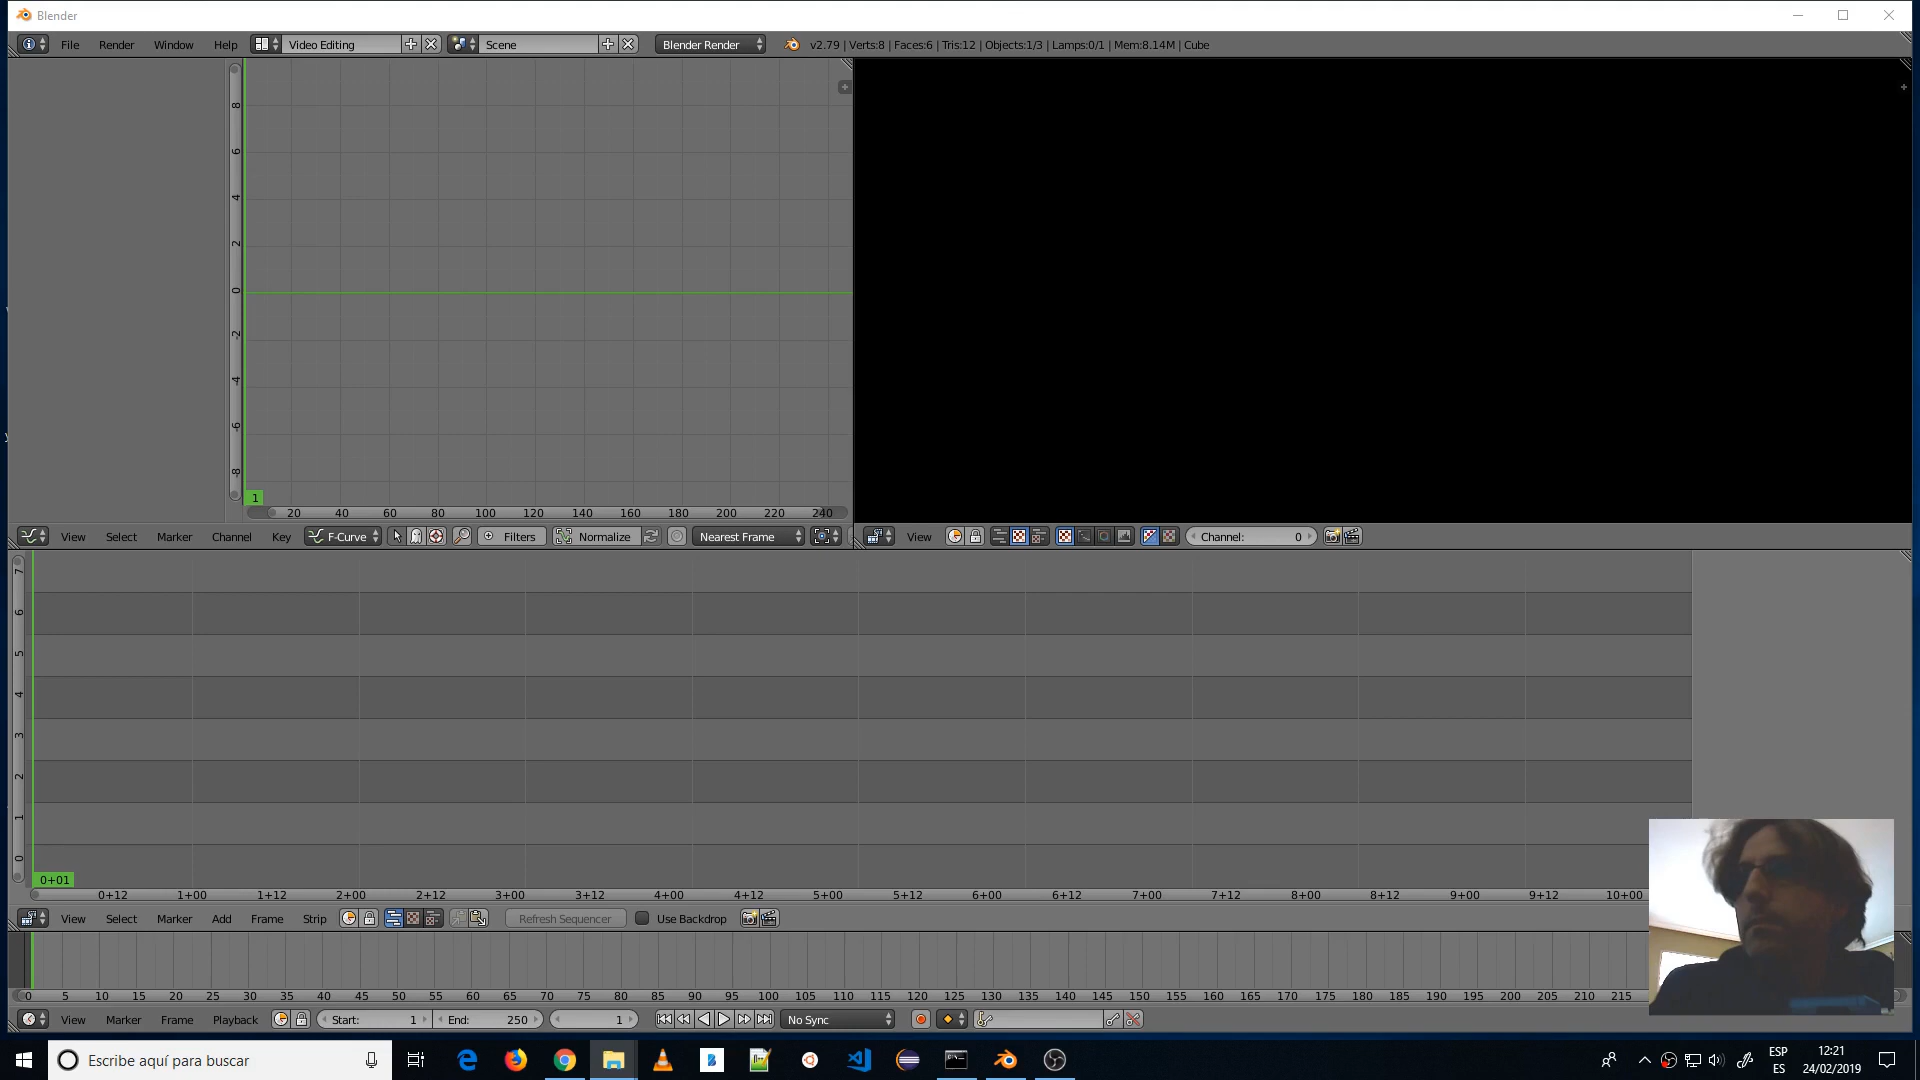 Blender
File Render Window Help Video Editing Scene Blender Render v2.79 | Verts:8 | Faces:6 | Tris:12 | Objects:1/3 | Lamps:0/1 | Mem:8.14M | Cube
8
6
4
2
0
-2
-4
-6
-8
1
20 40 60 80 100 120 140 160 180 200 220 240
View Select Marker Channel Key F-Curve Filters Normalize Nearest Frame
View Channel: 0
7
6
5
4
3
2
1
0
0+01
0+12 1+00 1+12 2+00 2+12 3+00 3+12 4+00 4+12 5+00 5+12 6+00 6+12 7+00 7+12 8+00 8+12 9+00 9+12 10+00
View Select Marker Add Frame Strip Refresh Sequencer Use Backdrop
0 5 10 15 20 25 30 35 40 45 50 55 60 65 70 75 80 85 90 95 100 105 110 115 120 125 130 135 140 145 150 155 160 165 170 175 180 185 190 195 200 205 210 215
View Marker Frame Playback Start: 1 End: 250 1 No Sync
Escribe aquí para buscar
ESP
ES
12:21
24/02/2019